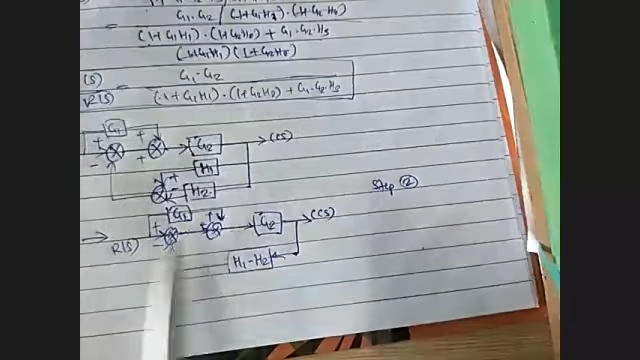 G1·G2 / (1+G1H1)·(1+G2H2)
=
(1+G1H1)·(1+G2H2) + G1·G2·H3
(1+G1H1)(1+G2H2)
(S) = G1·G2
R(S) (1+G1H1)·(1+G2H2) + G1·G2·H3
G1
+ + G2 C(S)
- +
H1
+
- H2
Step ②
G1
R(S) + + G2 C(S)
H1-H2